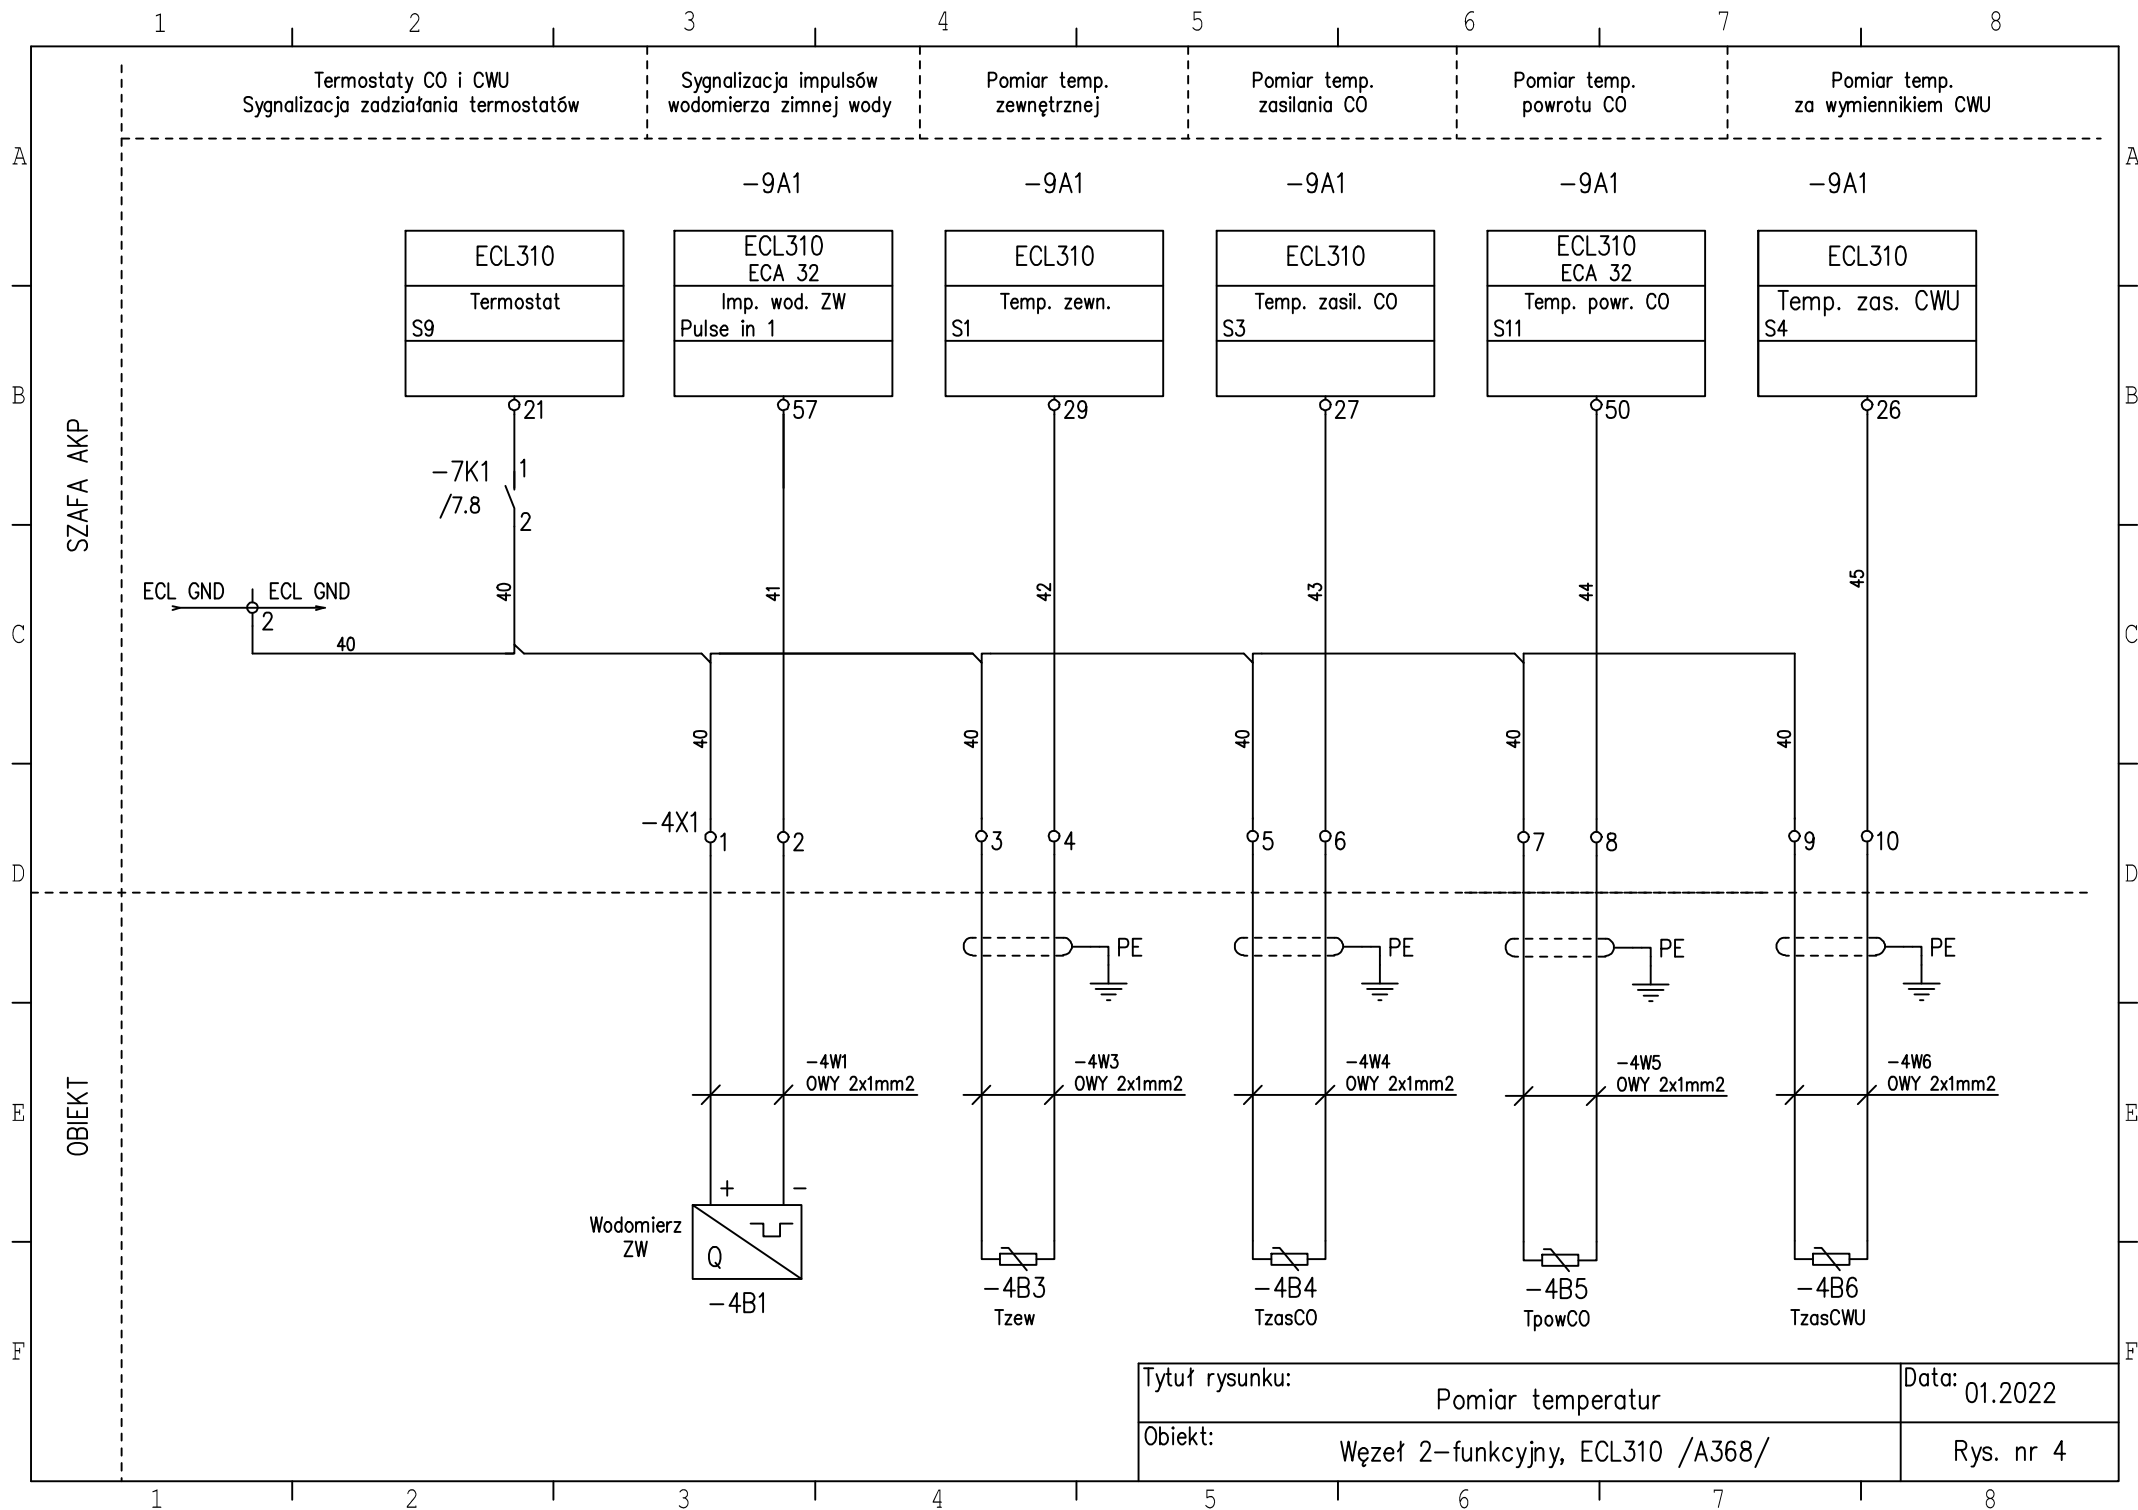 1 2 3 4 5 6 7 8
Termostaty CO i CWU
Sygnalizacja zadziałania termostatów
Sygnalizacja impulsów
wodomierza zimnej wody
Pomiar temp.
zewnętrznej
Pomiar temp.
zasilania CO
Pomiar temp.
powrotu CO
Pomiar temp.
za wymiennikiem CWU
A A
-9A1 -9A1 -9A1 -9A1 -9A1
ECL310
Termostat
S9
ECL310
ECA 32
Imp. wod. ZW
Pulse in 1
ECL310
Temp. zewn.
S1
ECL310
Temp. zasil. CO
S3
ECL310
ECA 32
Temp. powr. CO
S11
ECL310
Temp. zas. CWU
S4
B B
21 57 29 27 50 26
SZAFA AKP
-7K1
/7.8
1
2
ECL GND ECL GND
2
40 41 42 43 44 45
C C
40
40 40 40 40 40
-4X1
1 2 3 4 5 6 7 8 9 10
D D
PE PE PE PE
-4W1
OWY 2x1mm2
-4W3
OWY 2x1mm2
-4W4
OWY 2x1mm2
-4W5
OWY 2x1mm2
-4W6
OWY 2x1mm2
E E
OBIEKT
+ -
Wodomierz
ZW
Q
-4B1
-4B3
Tzew
-4B4
TzasCO
-4B5
TpowCO
-4B6
TzasCWU
F F
Tytuł rysunku:
Pomiar temperatur
Data:
01.2022
Obiekt:
Węzeł 2-funkcyjny, ECL310 /A368/
Rys. nr 4
1 2 3 4 5 6 7 8